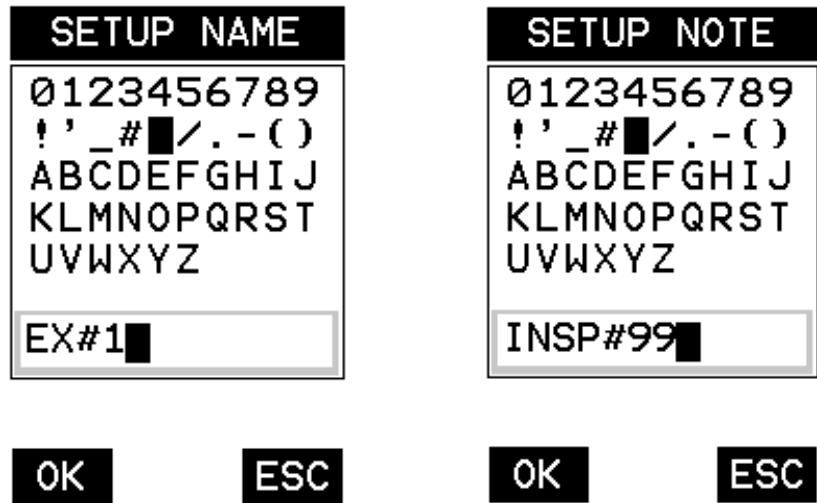 SETUP NAME
0123456789
!'_# /.-()
ABCDEFGHIJ
KLMNOPQRST
UVWXYZ
EX#1
OK ESC
SETUP NOTE
0123456789
!'_# /.-()
ABCDEFGHIJ
KLMNOPQRST
UVWXYZ
INSP#99
OK ESC